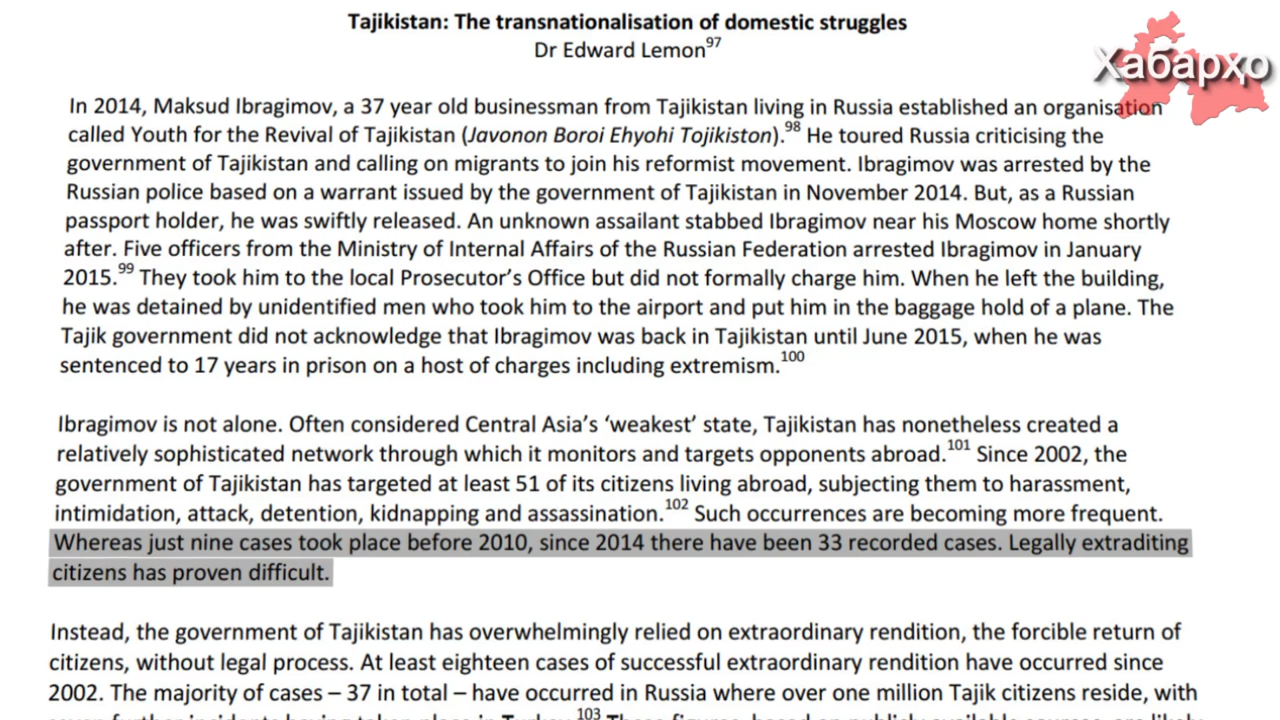 Tajikistan: The transnationalisation of domestic struggles
Dr Edward Lemon97
Хабарҳо
In 2014, Maksud Ibragimov, a 37 year old businessman from Tajikistan living in Russia established an organisation
called Youth for the Revival of Tajikistan (Javonon Boroi Ehyohi Tojikiston).98 He toured Russia criticising the
government of Tajikistan and calling on migrants to join his reformist movement. Ibragimov was arrested by the
Russian police based on a warrant issued by the government of Tajikistan in November 2014. But, as a Russian
passport holder, he was swiftly released. An unknown assailant stabbed Ibragimov near his Moscow home shortly
after. Five officers from the Ministry of Internal Affairs of the Russian Federation arrested Ibragimov in January
2015.99 They took him to the local Prosecutor's Office but did not formally charge him. When he left the building,
he was detained by unidentified men who took him to the airport and put him in the baggage hold of a plane. The
Tajik government did not acknowledge that Ibragimov was back in Tajikistan until June 2015, when he was
sentenced to 17 years in prison on a host of charges including extremism.100
Ibragimov is not alone. Often considered Central Asia's 'weakest' state, Tajikistan has nonetheless created a
relatively sophisticated network through which it monitors and targets opponents abroad.101 Since 2002, the
government of Tajikistan has targeted at least 51 of its citizens living abroad, subjecting them to harassment,
intimidation, attack, detention, kidnapping and assassination.102 Such occurrences are becoming more frequent.
Whereas just nine cases took place before 2010, since 2014 there have been 33 recorded cases. Legally extraditing
citizens has proven difficult.
Instead, the government of Tajikistan has overwhelmingly relied on extraordinary rendition, the forcible return of
citizens, without legal process. At least eighteen cases of successful extraordinary rendition have occurred since
2002. The majority of cases – 37 in total – have occurred in Russia where over one million Tajik citizens reside, with
103